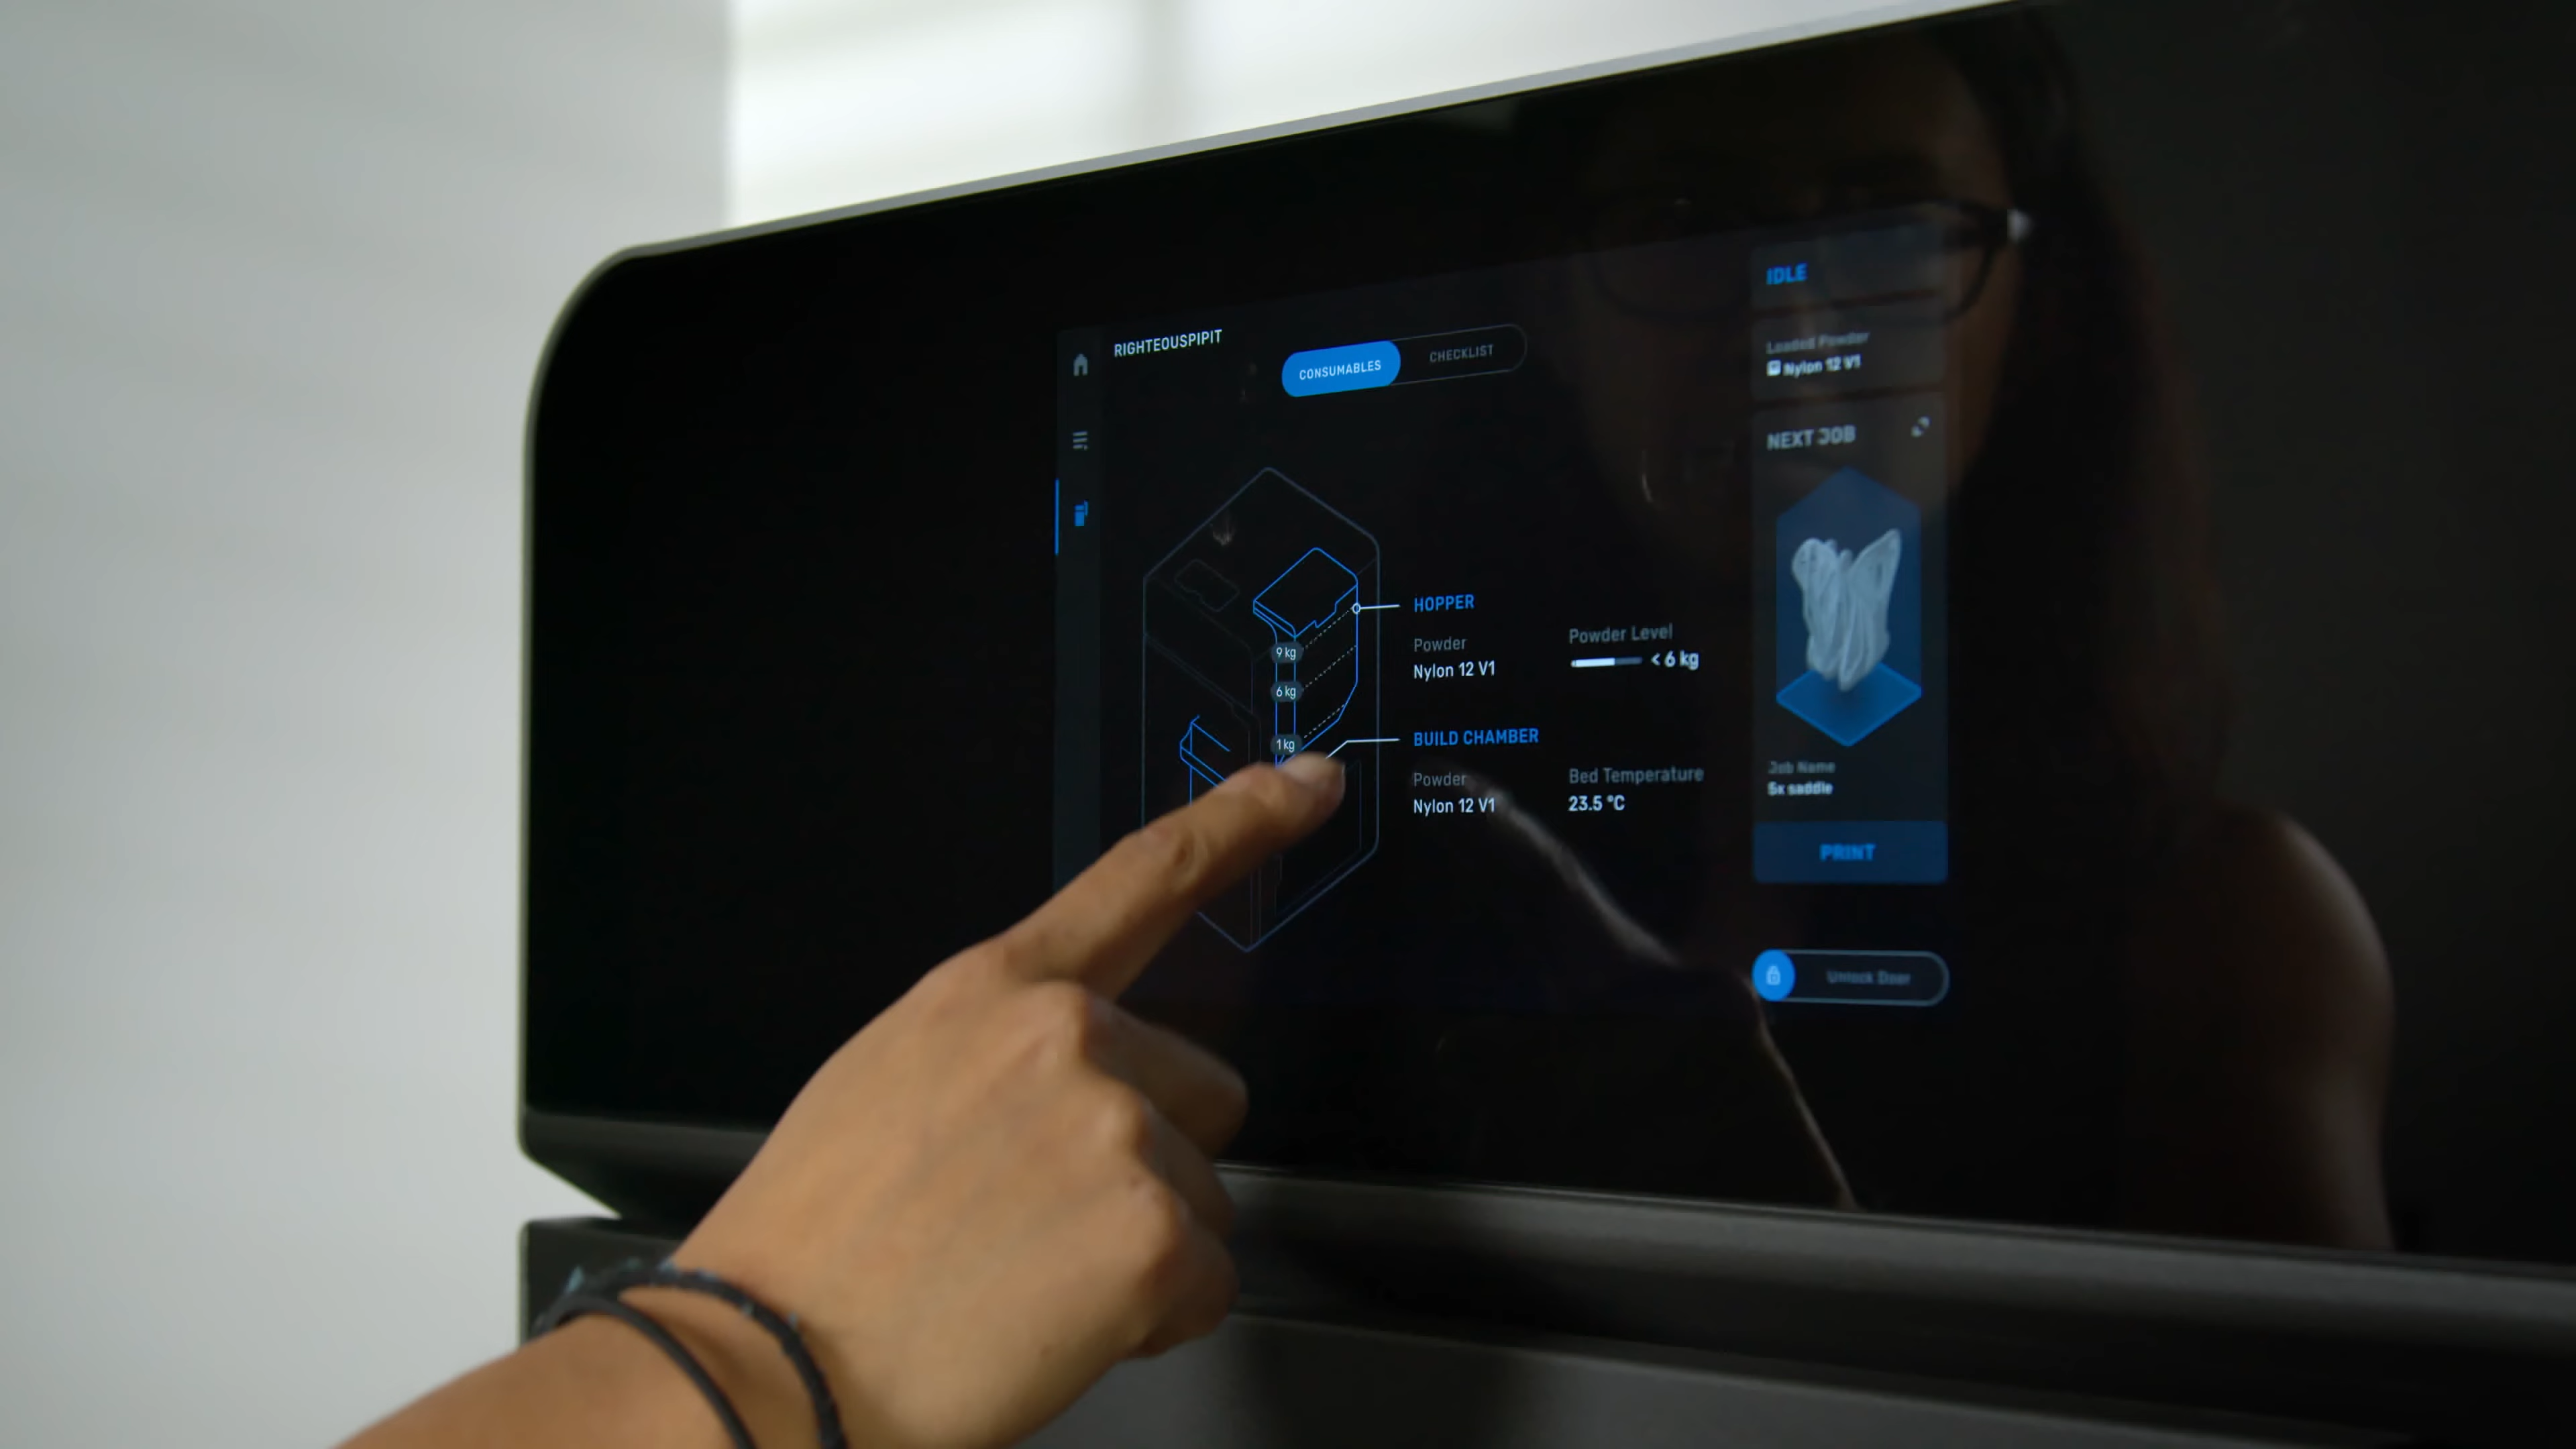 RIGHTEOUSPIPIT
CONSUMABLES
CHECKLIST
9 kg
6 kg
1 kg
HOPPER
Powder
Nylon 12 V1
Powder Level
< 6 kg
BUILD CHAMBER
Powder
Nylon 12 V1
Bed Temperature
23.5 °C
IDLE
Loaded Powder
Nylon 12 V1
NEXT JOB
Job Name
5x saddle
PRINT
Unlock Door